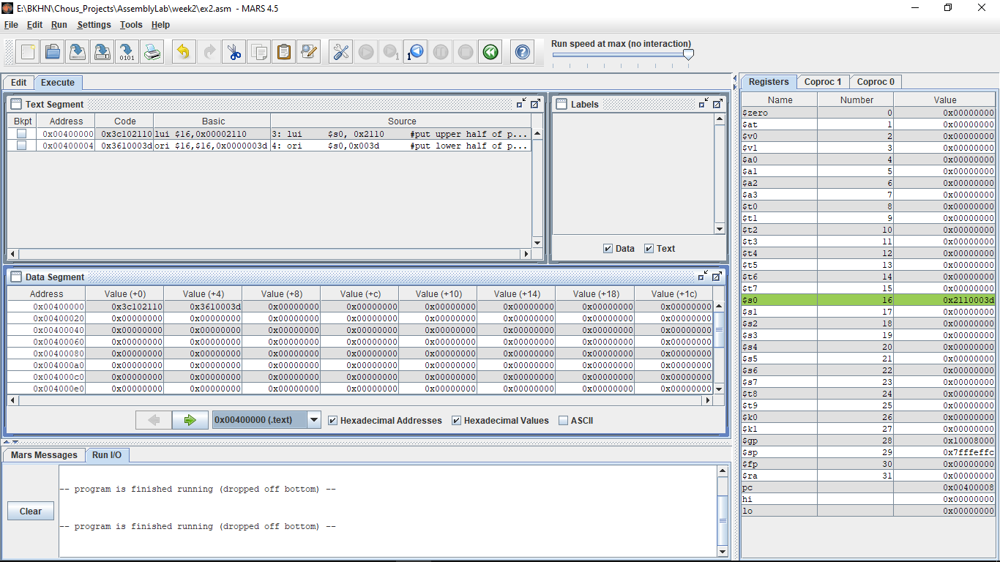 E:\BKHN\Chous_Projects\AssemblyLab\week2\ex2.asm - MARS 4.5
File Edit Run Settings Tools Help
Run speed at max (no interaction)
Edit Execute
Text Segment
Bkpt Address Code Basic Source
0x00400000 0x3c102110 lui $16,0x00002110 3: lui $s0, 0x2110 #put upper half of p...
0x00400004 0x3610003d ori $16,$16,0x0000003d 4: ori $s0,0x003d #put lower half of p...
Labels
Data Text
Data Segment
Address Value (+0) Value (+4) Value (+8) Value (+c) Value (+10) Value (+14) Value (+18) Value (+1c)
0x00400000 0x3c102110 0x3610003d 0x00000000 0x00000000 0x00000000 0x00000000 0x00000000 0x00000000
0x00400020 0x00000000 0x00000000 0x00000000 0x00000000 0x00000000 0x00000000 0x00000000 0x00000000
0x00400040 0x00000000 0x00000000 0x00000000 0x00000000 0x00000000 0x00000000 0x00000000 0x00000000
0x00400060 0x00000000 0x00000000 0x00000000 0x00000000 0x00000000 0x00000000 0x00000000 0x00000000
0x00400080 0x00000000 0x00000000 0x00000000 0x00000000 0x00000000 0x00000000 0x00000000 0x00000000
0x004000a0 0x00000000 0x00000000 0x00000000 0x00000000 0x00000000 0x00000000 0x00000000 0x00000000
0x004000c0 0x00000000 0x00000000 0x00000000 0x00000000 0x00000000 0x00000000 0x00000000 0x00000000
0x004000e0 0x00000000 0x00000000 0x00000000 0x00000000 0x00000000 0x00000000 0x00000000 0x00000000
0x00400000 (.text) Hexadecimal Addresses Hexadecimal Values ASCII
Mars Messages Run I/O
-- program is finished running (dropped off bottom) --
-- program is finished running (dropped off bottom) --
Clear
Registers Coproc 1 Coproc 0
Name Number Value
$zero 0 0x00000000
$at 1 0x00000000
$v0 2 0x00000000
$v1 3 0x00000000
$a0 4 0x00000000
$a1 5 0x00000000
$a2 6 0x00000000
$a3 7 0x00000000
$t0 8 0x00000000
$t1 9 0x00000000
$t2 10 0x00000000
$t3 11 0x00000000
$t4 12 0x00000000
$t5 13 0x00000000
$t6 14 0x00000000
$t7 15 0x00000000
$s0 16 0x2110003d
$s1 17 0x00000000
$s2 18 0x00000000
$s3 19 0x00000000
$s4 20 0x00000000
$s5 21 0x00000000
$s6 22 0x00000000
$s7 23 0x00000000
$t8 24 0x00000000
$t9 25 0x00000000
$k0 26 0x00000000
$k1 27 0x00000000
$gp 28 0x10008000
$sp 29 0x7fffeffc
$fp 30 0x00000000
$ra 31 0x00000000
pc 0x00400008
hi 0x00000000
lo 0x00000000